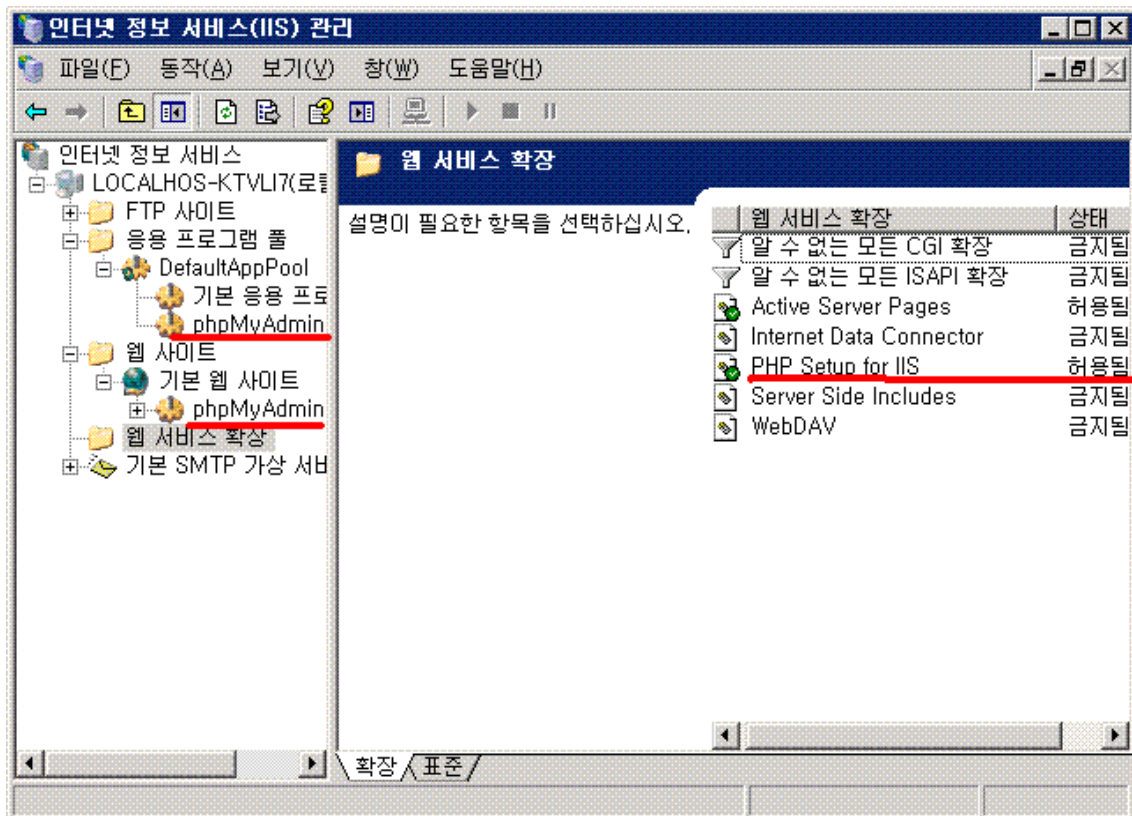 인터넷 정보 서비스(IIS) 관리
파일(F) 동작(A) 보기(V) 창(W) 도움말(H)
인터넷 정보 서비스
LOCALHOS-KTVLI7(로컬
FTP 사이트
응용 프로그램 풀
DefaultAppPool
기본 응용 프로
phpMyAdmin
웹 사이트
기본 웹 사이트
phpMyAdmin
웹 서비스 확장
기본 SMTP 가상 서버
웹 서비스 확장
설명이 필요한 항목을 선택하십시오.
웹 서비스 확장 상태
알 수 없는 모든 CGI 확장 금지됨
알 수 없는 모든 ISAPI 확장 금지됨
Active Server Pages 허용됨
Internet Data Connector 금지됨
PHP Setup for IIS 허용됨
Server Side Includes 금지됨
WebDAV 금지됨
확장 표준